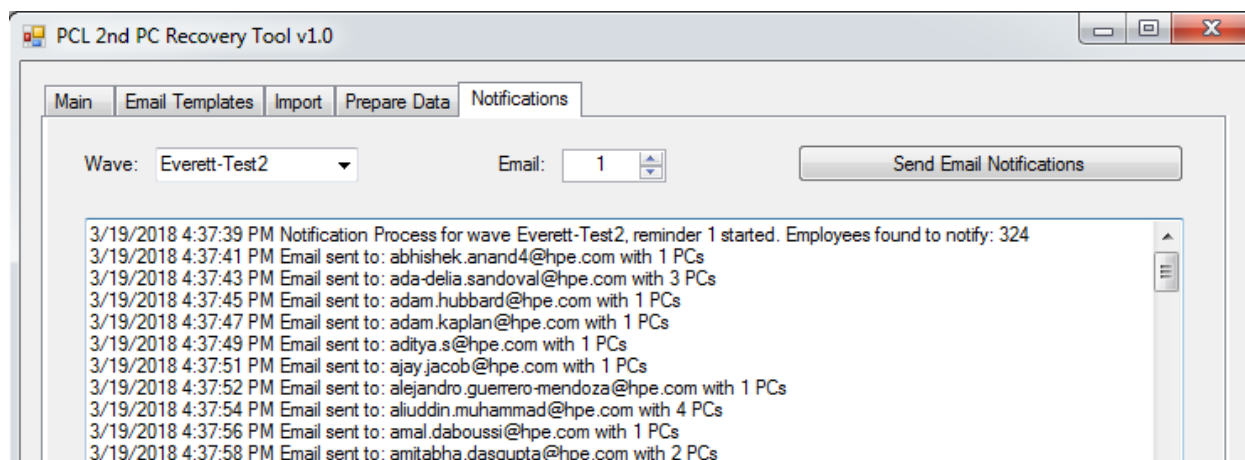 PCL 2nd PC Recovery Tool v1.0
Main Email Templates Import Prepare Data Notifications
Wave: Everett-Test2 Email: 1 Send Email Notifications
3/19/2018 4:37:39 PM Notification Process for wave Everett-Test2, reminder 1 started. Employees found to notify: 324
3/19/2018 4:37:41 PM Email sent to: abhishek.anand4@hpe.com with 1 PCs
3/19/2018 4:37:43 PM Email sent to: ada-delia.sandoval@hpe.com with 3 PCs
3/19/2018 4:37:45 PM Email sent to: adam.hubbard@hpe.com with 1 PCs
3/19/2018 4:37:47 PM Email sent to: adam.kaplan@hpe.com with 1 PCs
3/19/2018 4:37:49 PM Email sent to: aditya.s@hpe.com with 1 PCs
3/19/2018 4:37:51 PM Email sent to: ajay.jacob@hpe.com with 1 PCs
3/19/2018 4:37:52 PM Email sent to: alejandro.guerrero-mendoza@hpe.com with 1 PCs
3/19/2018 4:37:54 PM Email sent to: aliuddin.muhammad@hpe.com with 4 PCs
3/19/2018 4:37:56 PM Email sent to: amal.daboussi@hpe.com with 1 PCs
3/19/2018 4:37:58 PM Email sent to: amitabha.dasgupta@hpe.com with 2 PCs